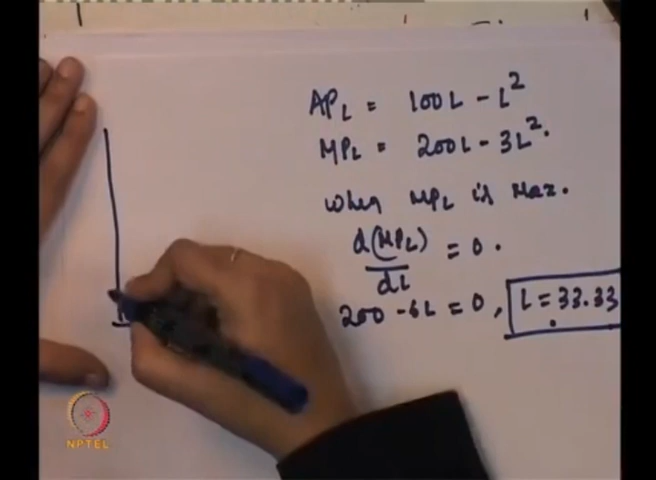 APL = 100L - L²
MPL = 200L - 3L².
when MPL is Max.
d(MPL)/dL = 0.
200 - 6L = 0, L = 33.33
NPTEL